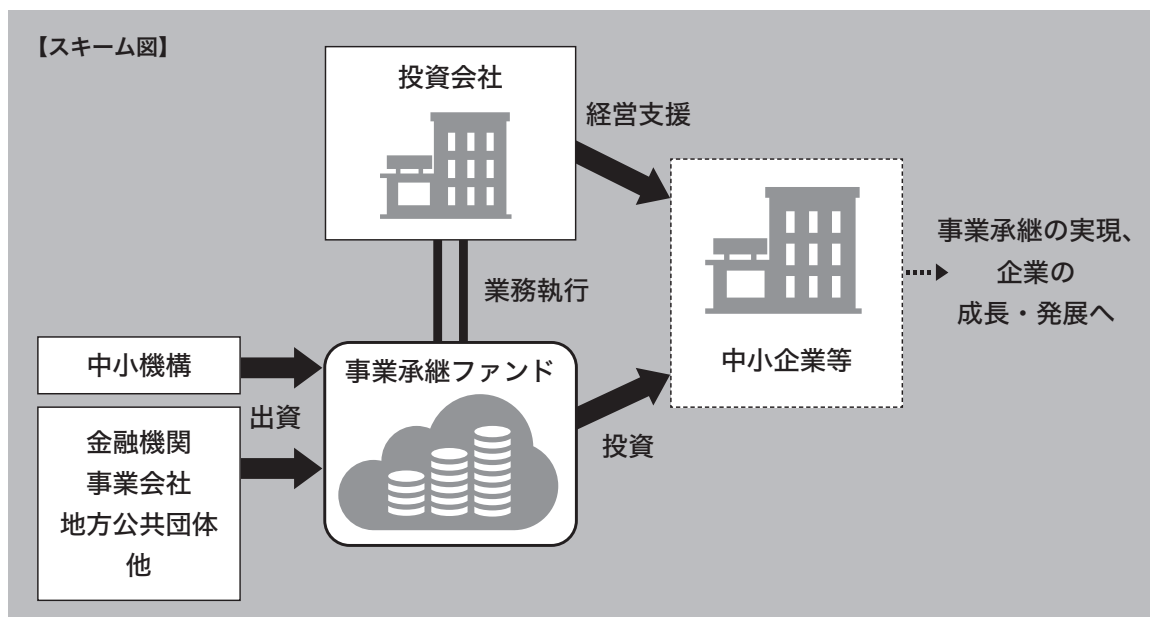 【スキーム図】
投資会社
経営支援
業務執行
中小機構
金融機関
事業会社
地方公共団体
他
出資
事業承継ファンド
投資
中小企業等
事業承継の実現、
企業の
成長・発展へ